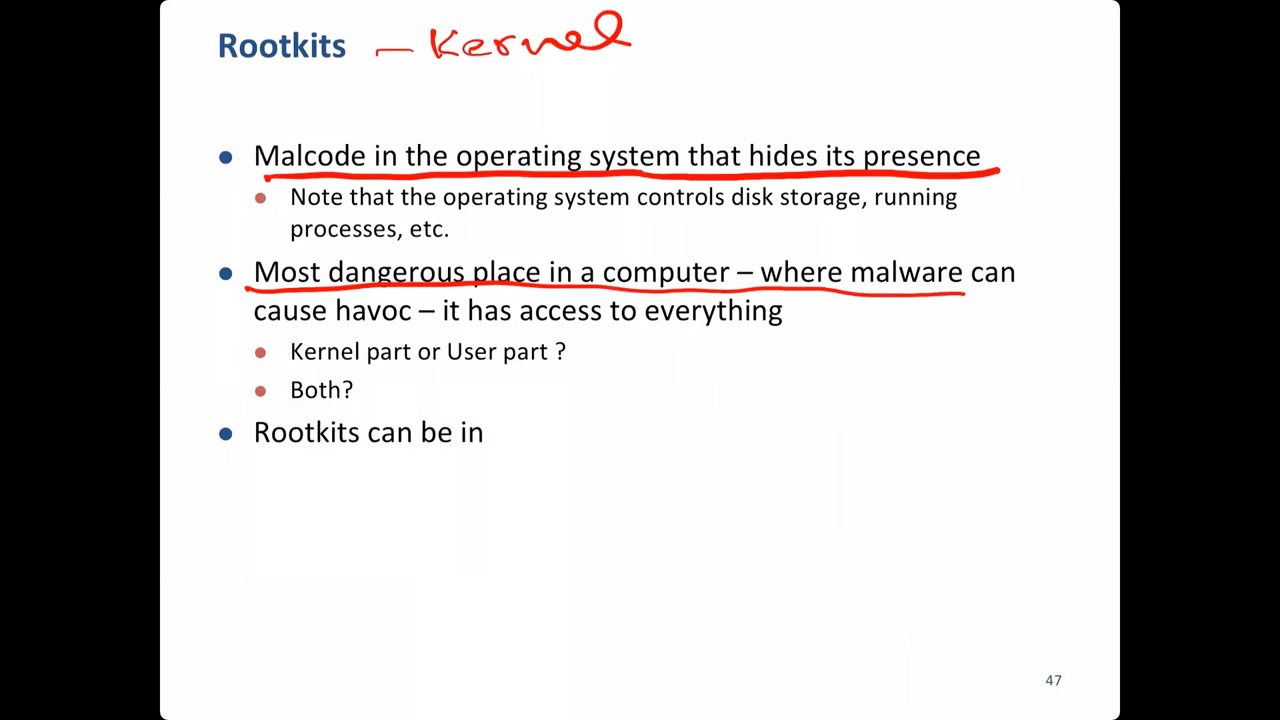 Rootkits – Kernel
● Malcode in the operating system that hides its presence
● Note that the operating system controls disk storage, running
processes, etc.
● Most dangerous place in a computer – where malware can
cause havoc – it has access to everything
● Kernel part or User part ?
● Both?
● Rootkits can be in
47